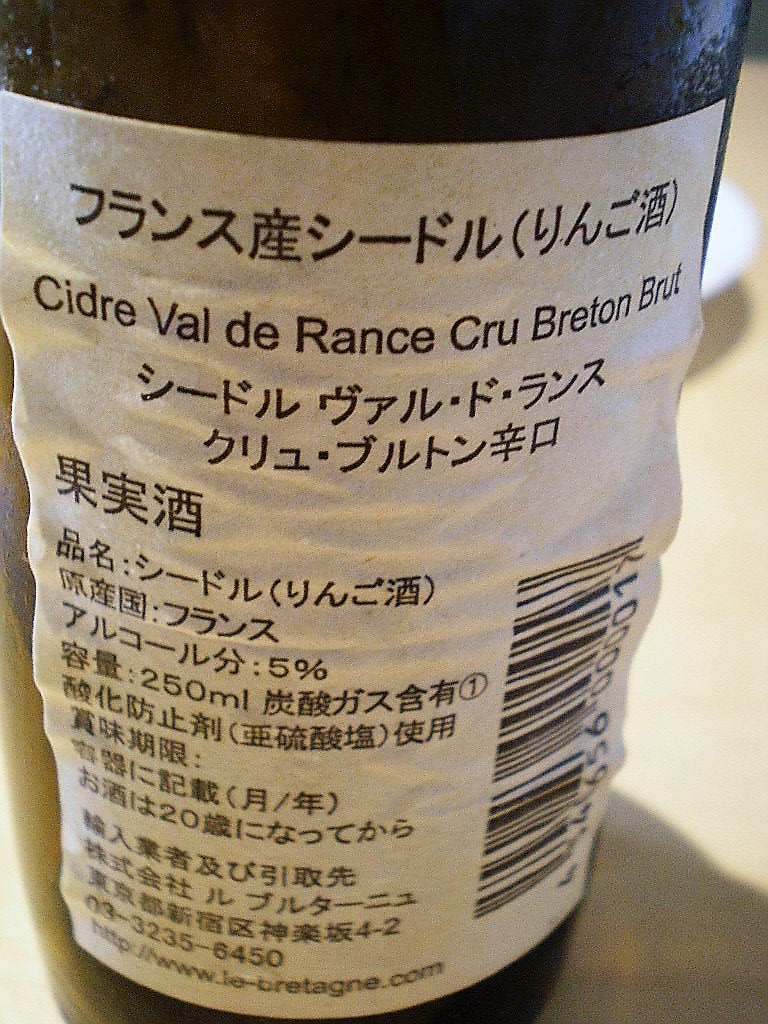 フランス産シードル(りんご酒)
Cidre Val de Rance Cru Breton Brut
シードル ヴァル・ド・ランス
クリュ・ブルトン辛口
果実酒
品名:シードル(りんご酒)
原産国:フランス
アルコール分:5%
容量:250ml 炭酸ガス含有①
酸化防止剤(亜硫酸塩)使用
賞味期限:
容器に記載(月/年)
お酒は20歳になってから
輸入業者及び引取先
株式会社 ル ブルターニュ
東京都新宿区神楽坂4-2
03-3235-6450
http://www.le-bretagne.com